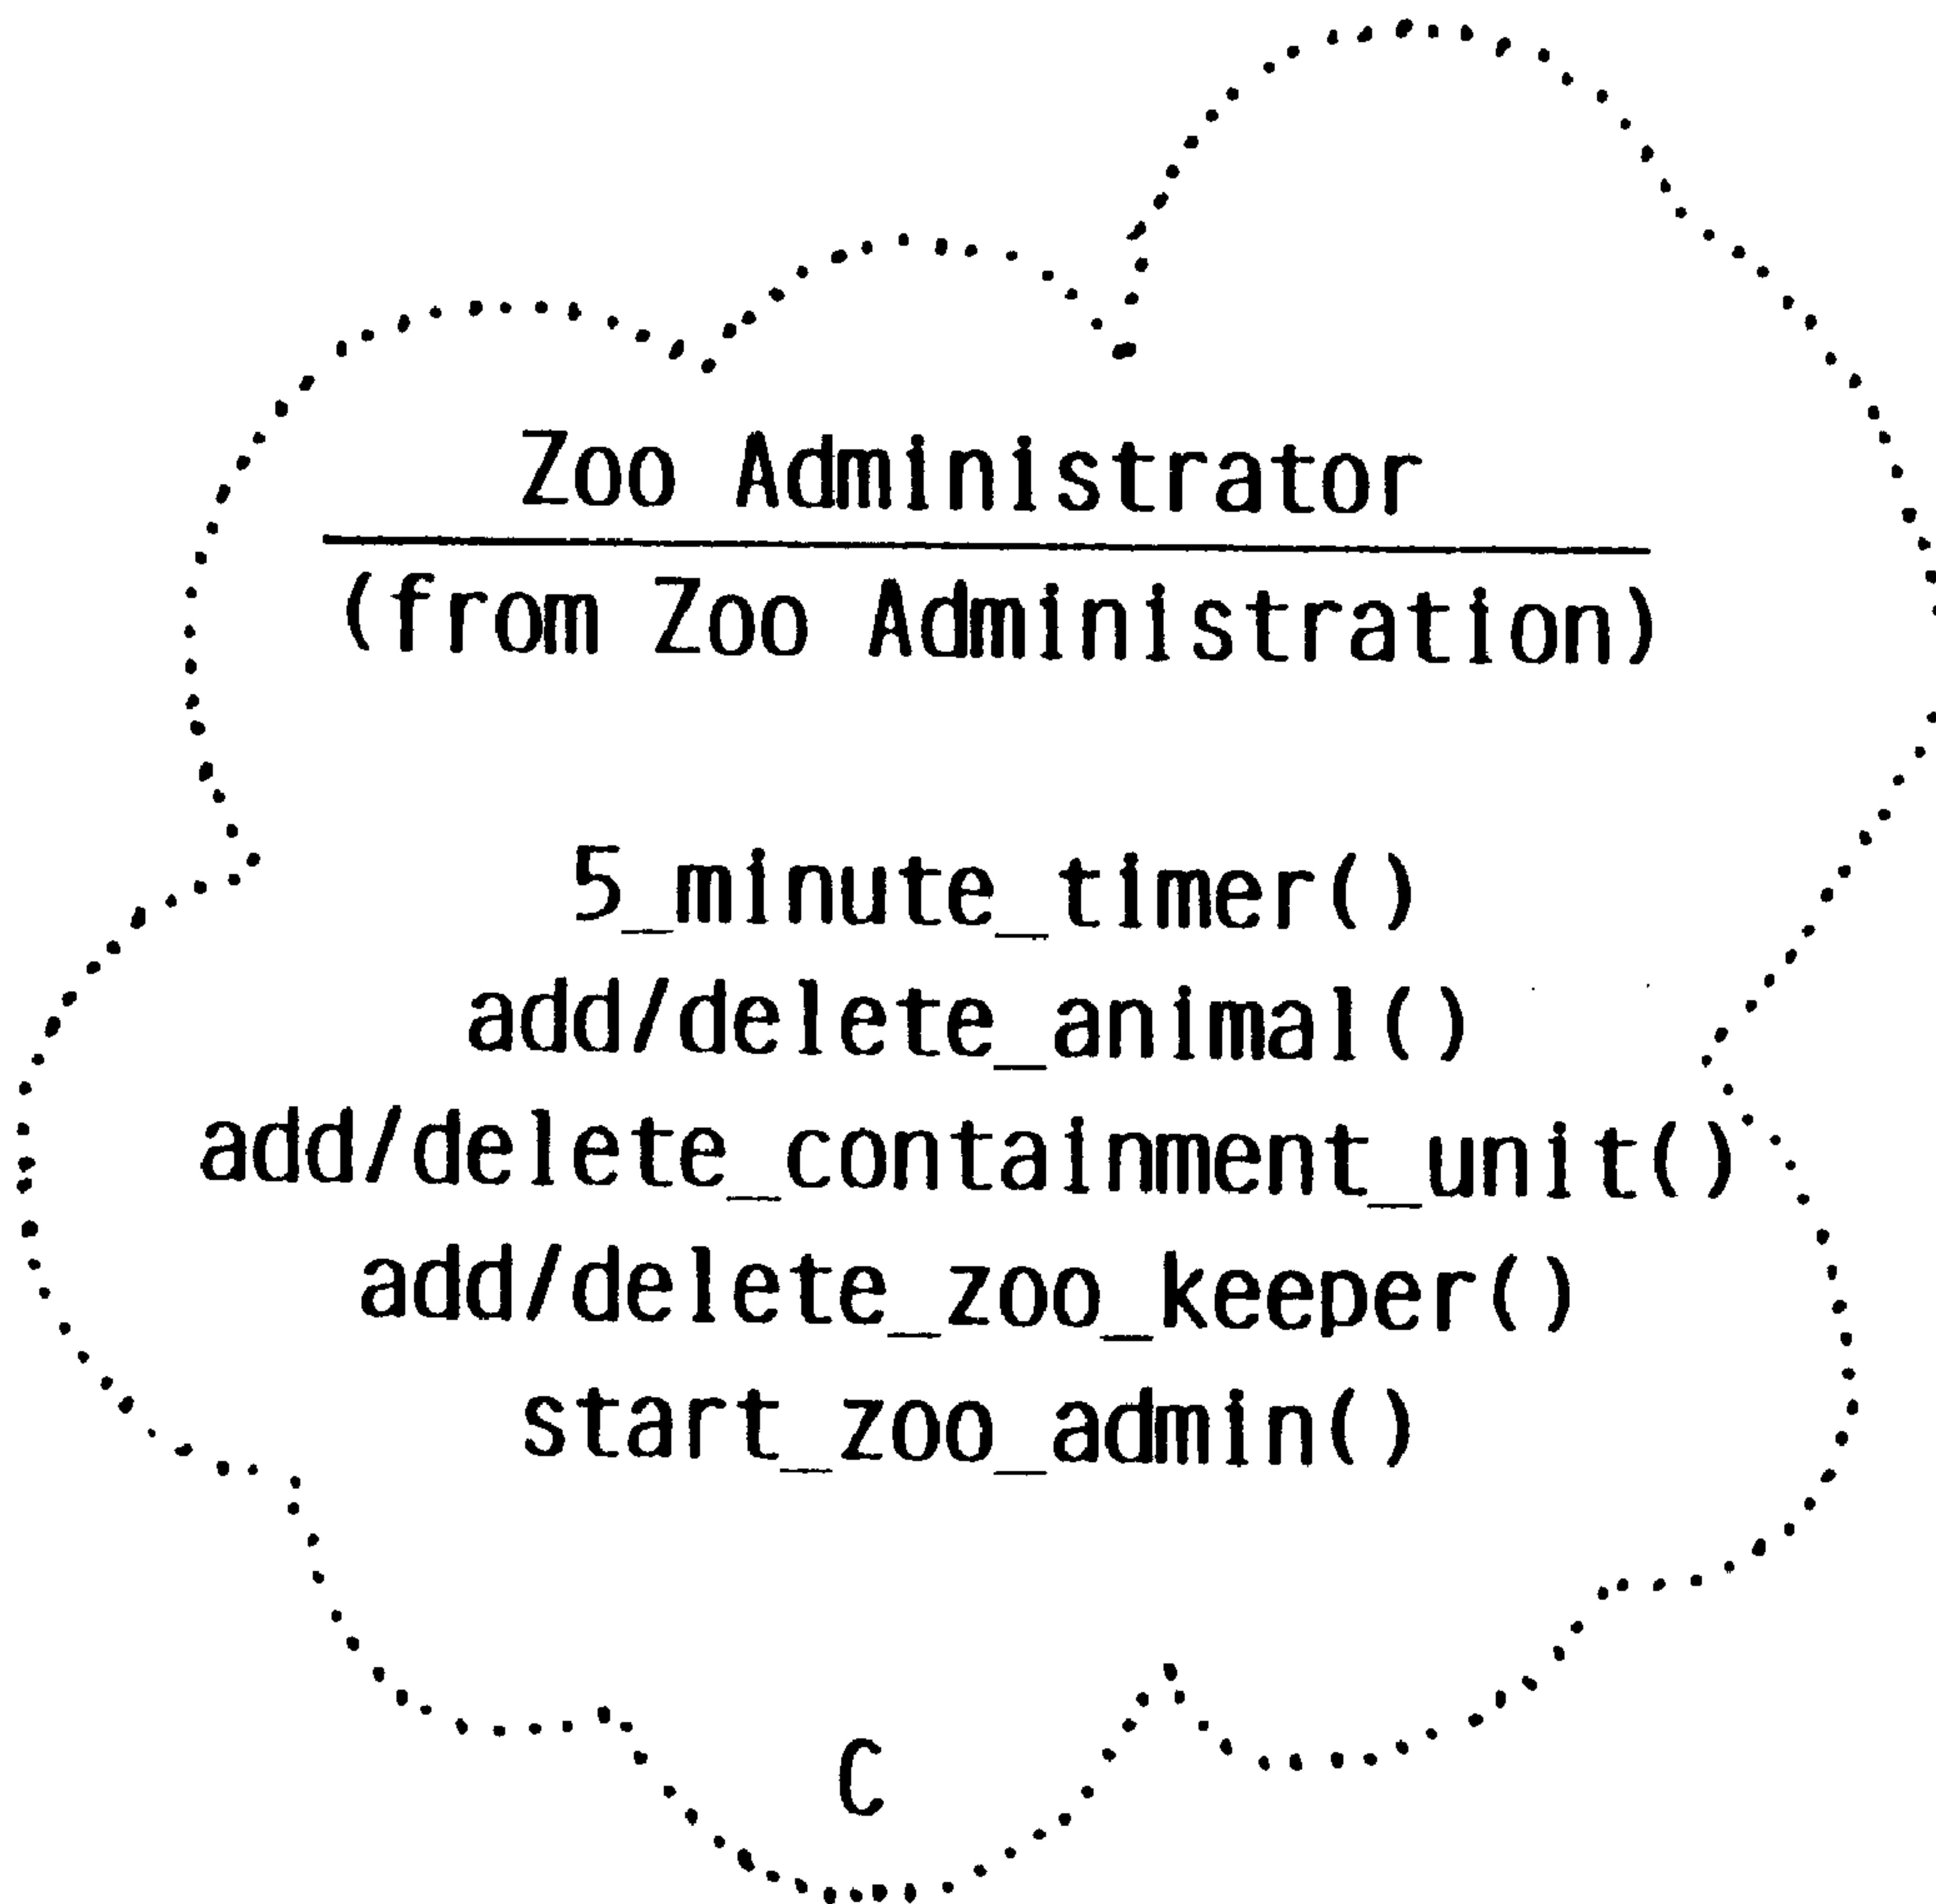 Zoo Administrator
(from Zoo Administration)
5_minute_timer()
add/delete_animal()
add/delete_containment_unit()
add/delete_zoo_keeper()
start_zoo_admin()
C